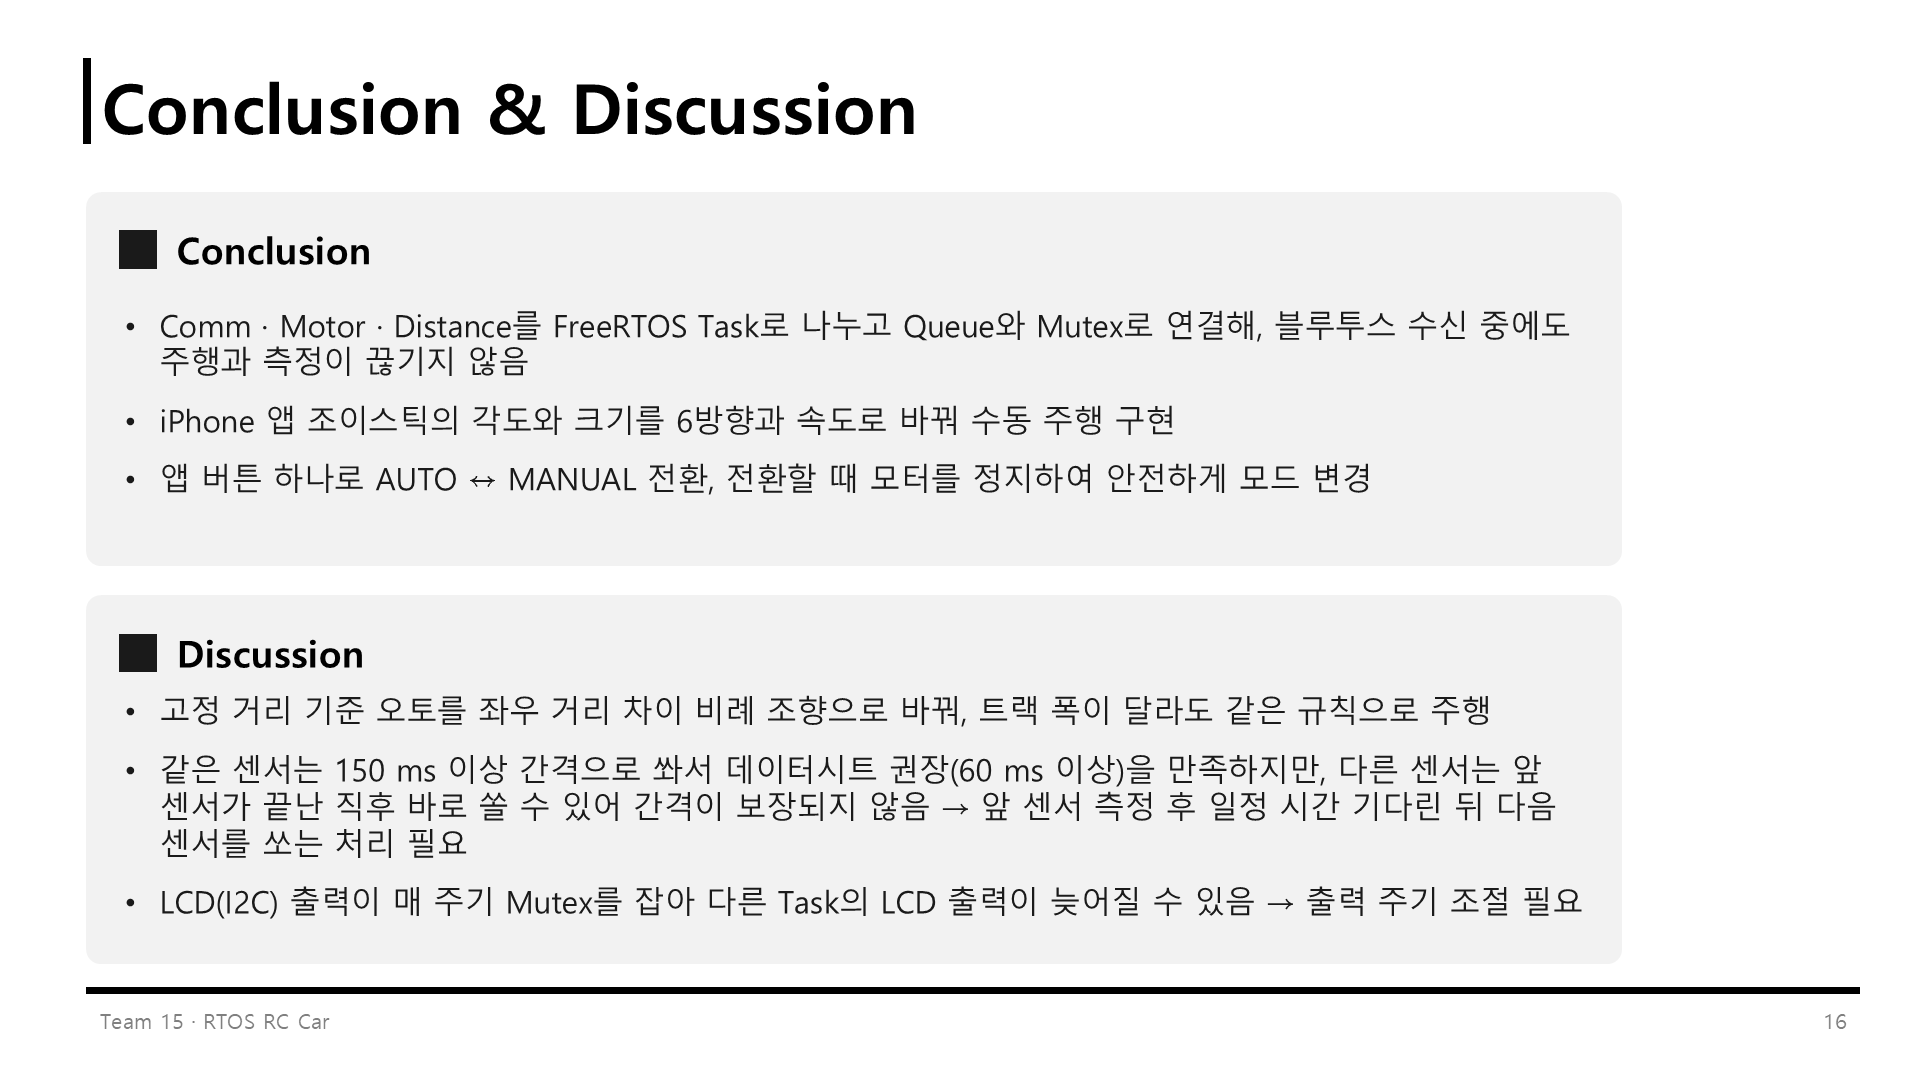 Conclusion & Discussion
Conclusion
• Comm · Motor · Distance를 FreeRTOS Task로 나누고 Queue와 Mutex로 연결해, 블루투스 수신 중에도
주행과 측정이 끊기지 않음
• iPhone 앱 조이스틱의 각도와 크기를 6방향과 속도로 바꿔 수동 주행 구현
• 앱 버튼 하나로 AUTO ↔ MANUAL 전환, 전환할 때 모터를 정지하여 안전하게 모드 변경
Discussion
• 고정 거리 기준 오토를 좌우 거리 차이 비례 조향으로 바꿔, 트랙 폭이 달라도 같은 규칙으로 주행
• 같은 센서는 150 ms 이상 간격으로 쏴서 데이터시트 권장(60 ms 이상)을 만족하지만, 다른 센서는 앞
센서가 끝난 직후 바로 쏠 수 있어 간격이 보장되지 않음 → 앞 센서 측정 후 일정 시간 기다린 뒤 다음
센서를 쏘는 처리 필요
• LCD(I2C) 출력이 매 주기 Mutex를 잡아 다른 Task의 LCD 출력이 늦어질 수 있음 → 출력 주기 조절 필요
Team 15 · RTOS RC Car
16